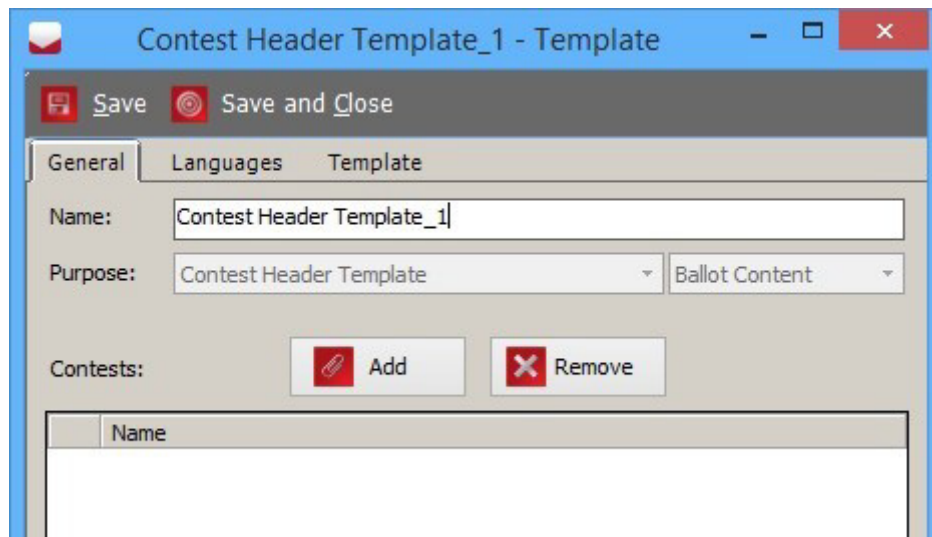 Contest Header Template_1 - Template
Save Save and Close
General Languages Template
Name: Contest Header Template_1
Purpose: Contest Header Template Ballot Content
Contests: Add Remove
Name